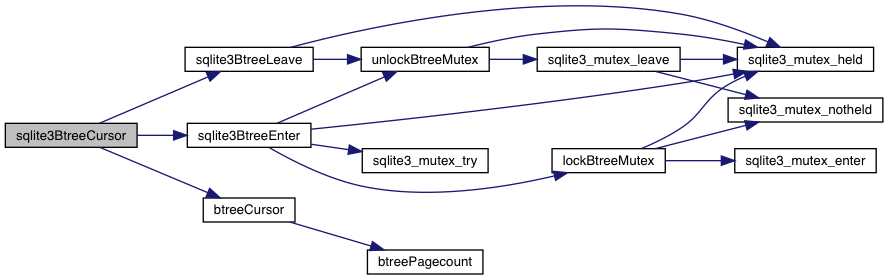 sqlite3BtreeCursor
sqlite3BtreeLeave
sqlite3BtreeEnter
btreeCursor
unlockBtreeMutex
sqlite3_mutex_try
btreePagecount
sqlite3_mutex_leave
lockBtreeMutex
sqlite3_mutex_held
sqlite3_mutex_notheld
sqlite3_mutex_enter